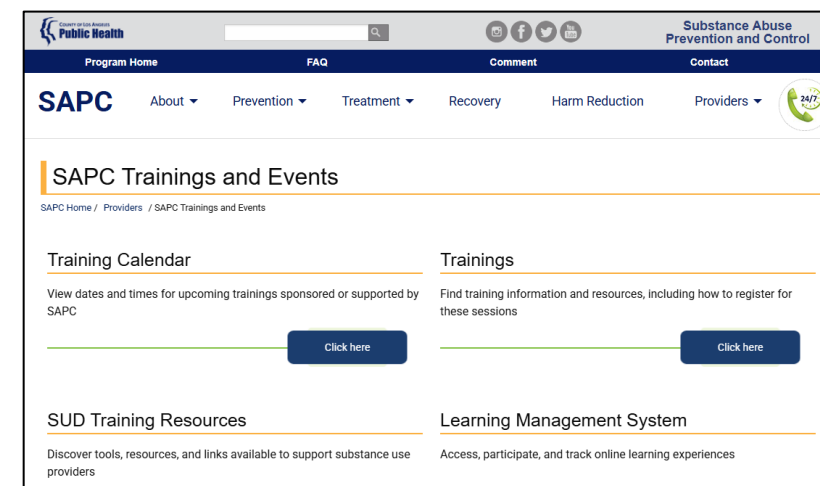 County of Los Angeles
Public Health
You
Tube
Substance Abuse
Prevention and Control
Program Home FAQ Comment Contact
SAPC About Prevention Treatment Recovery Harm Reduction Providers 24/7
SAPC Trainings and Events
SAPC Home / Providers / SAPC Trainings and Events
Training Calendar
View dates and times for upcoming trainings sponsored or supported by
SAPC
Click here
Trainings
Find training information and resources, including how to register for
these sessions
Click here
SUD Training Resources
Discover tools, resources, and links available to support substance use
providers
Learning Management System
Access, participate, and track online learning experiences